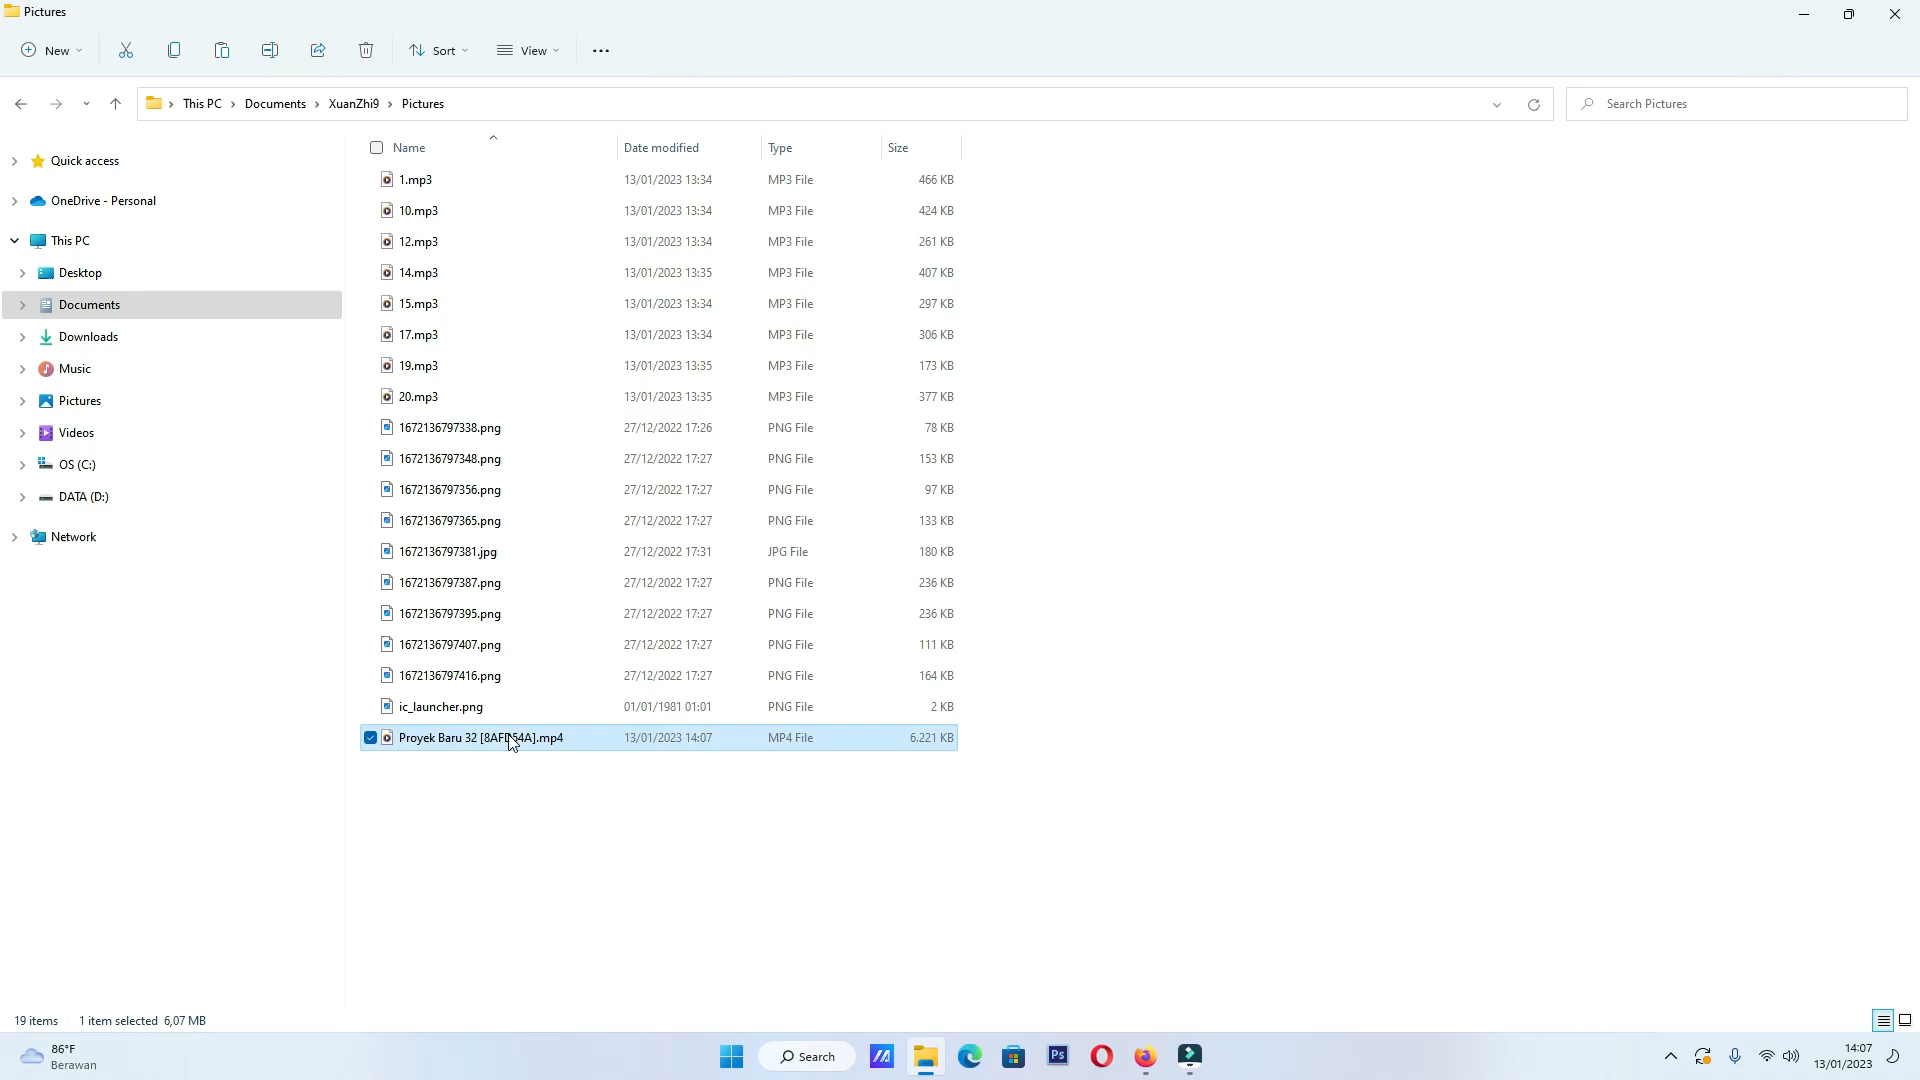 Pictures
New
Sort
View
This PC
Documents
XuanZhi9
Pictures
Search Pictures
Quick access
OneDrive - Personal
This PC
Desktop
Documents
Downloads
Music
Pictures
Videos
OS (C:)
DATA (D:)
Network
Name Date modified Type Size
1.mp3 13/01/2023 13:34 MP3 File 466 KB
10.mp3 13/01/2023 13:34 MP3 File 424 KB
12.mp3 13/01/2023 13:34 MP3 File 261 KB
14.mp3 13/01/2023 13:35 MP3 File 407 KB
15.mp3 13/01/2023 13:34 MP3 File 297 KB
17.mp3 13/01/2023 13:34 MP3 File 306 KB
19.mp3 13/01/2023 13:35 MP3 File 173 KB
20.mp3 13/01/2023 13:35 MP3 File 377 KB
1672136797338.png 27/12/2022 17:26 PNG File 78 KB
1672136797348.png 27/12/2022 17:27 PNG File 153 KB
1672136797356.png 27/12/2022 17:27 PNG File 97 KB
1672136797365.png 27/12/2022 17:27 PNG File 133 KB
1672136797381.jpg 27/12/2022 17:31 JPG File 180 KB
1672136797387.png 27/12/2022 17:27 PNG File 236 KB
1672136797395.png 27/12/2022 17:27 PNG File 236 KB
1672136797407.png 27/12/2022 17:27 PNG File 111 KB
1672136797416.png 27/12/2022 17:27 PNG File 164 KB
ic_launcher.png 01/01/1981 01:01 PNG File 2 KB
Proyek Baru 32 13/01/2023 14:07 MP4 File 6.221 KB
19 items 1 item selected 6,07 MB
86°F
Berawan
Search
Ps
14:07
13/01/2023